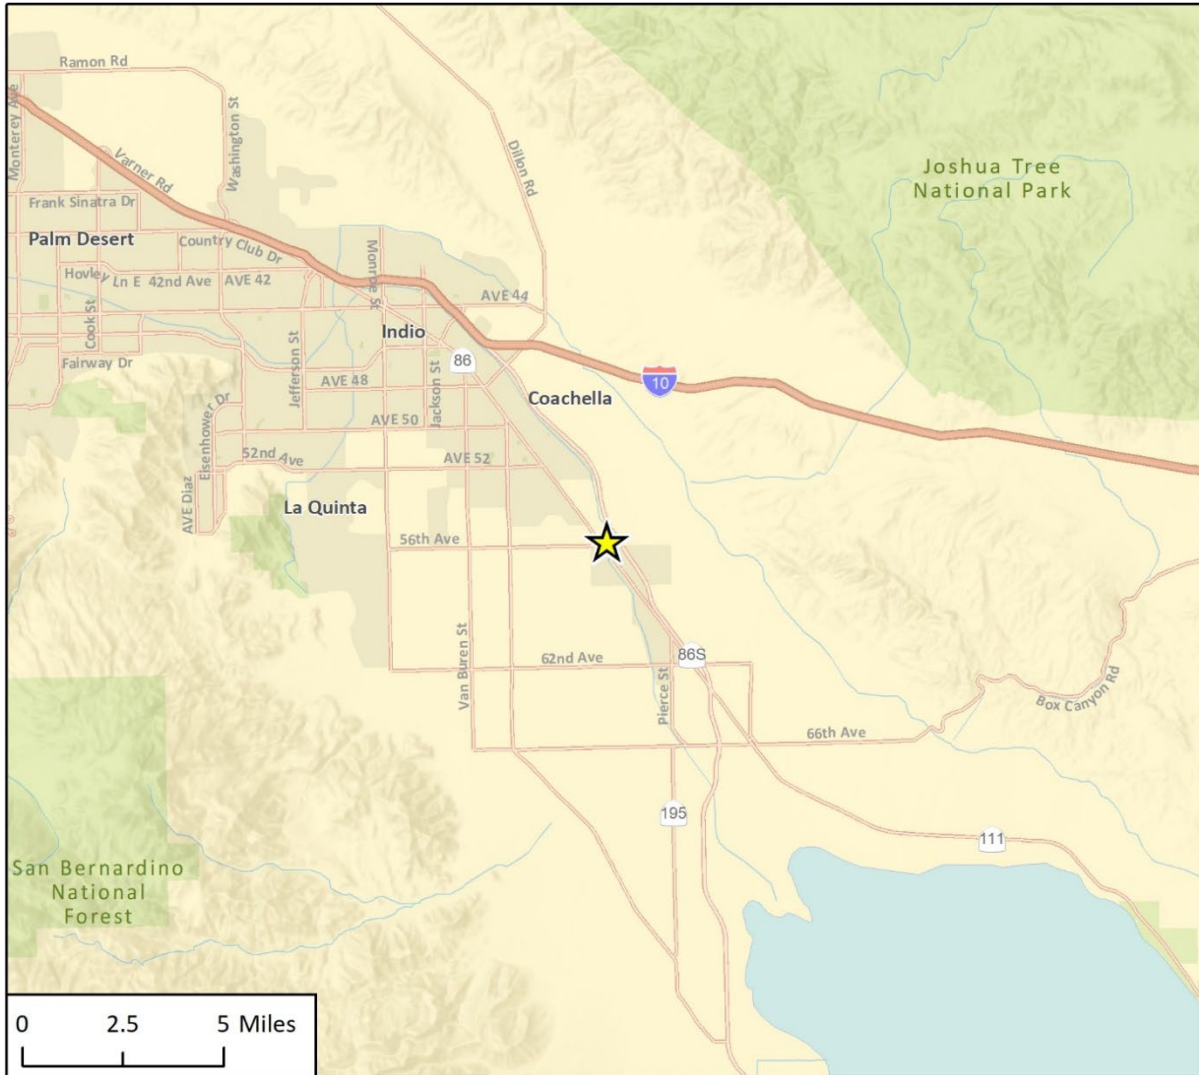 Ramon Rd
Monterey Ave
Washington St
Varner Rd
Dillon Rd
Joshua Tree
National Park
Frank Sinatra Dr
Palm Desert
Country Club Dr
Monroe St
Hovley Ln E
42nd Ave
AVE 42
AVE 44
Cook St
Indio
Jefferson St
86
Jackson St
Fairway Dr
AVE 48
10
Coachella
Eisenhower Dr
AVE 50
52nd Ave
AVE 52
AVE Diaz
La Quinta
56th Ave
Van Buren St
62nd Ave
86S
Pierce St
Box Canyon Rd
66th Ave
195
111
San Bernardino
National
Forest
0 2.5 5 Miles